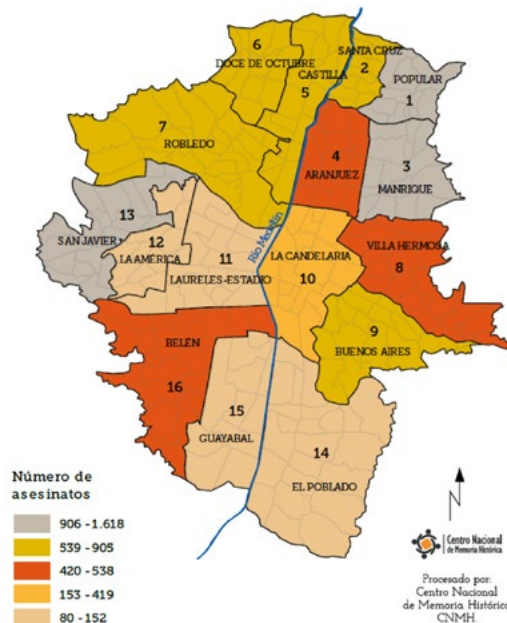 6
DOCE DE OCTUBRE
SANTA CRUZ
2
CASTILLA
5
POPULAR
1
7
ROBLEDO
4
ARANJUEZ
3
MANRIQUE
13
SAN JAVIER
12
LA AMÉRICA
11
LAURELES-ESTADIO
Río Medellín
LA CANDELARIA
10
VILLA HERMOSA
8
9
BUENOS AIRES
BELÉN
16
15
GUAYABAL
14
EL POBLADO
Número de
asesinatos
906 - 1.618
539 - 905
420 - 538
153 - 419
80 - 152
N
Centro Nacional
de Memoria Histórica
Procesado por:
Centro Nacional
de Memoria Históric
CNMH.